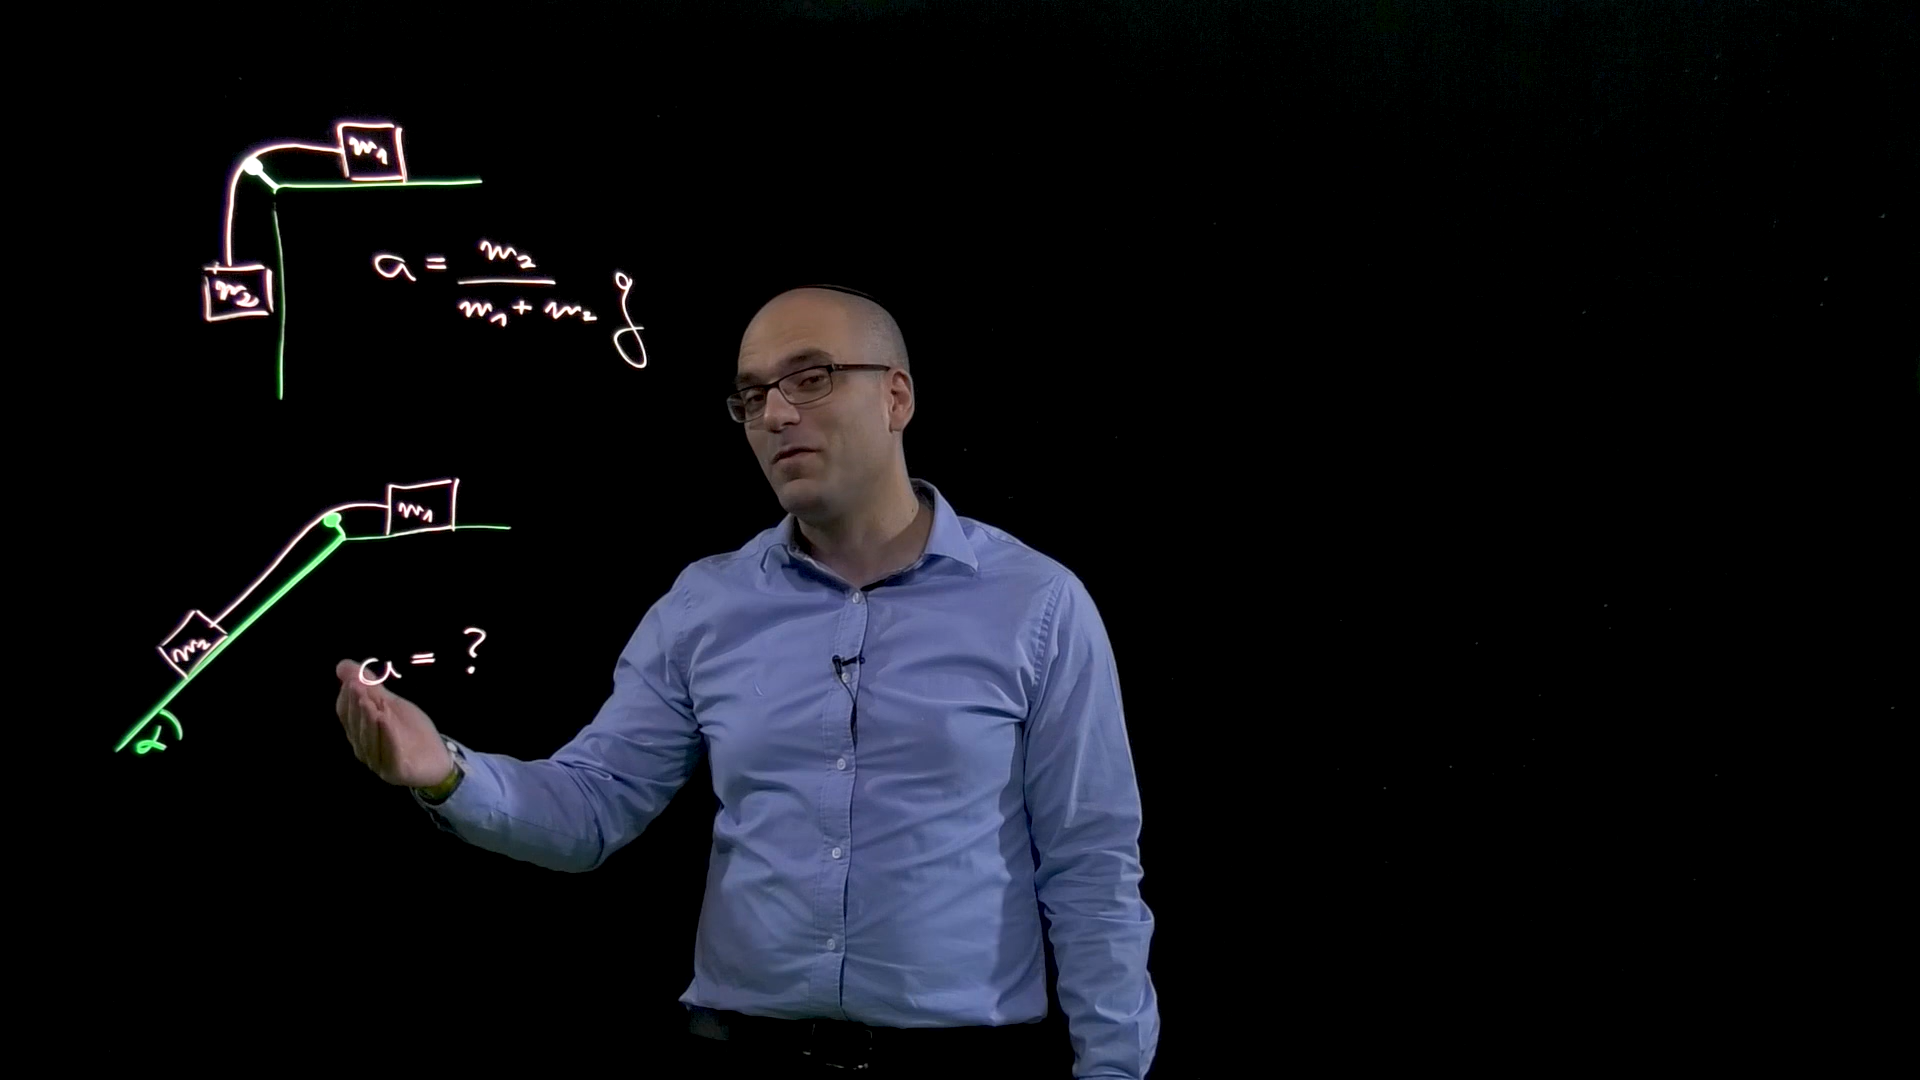 m₁
m₂
a = m₂ / (m₁ + m₂) g
m₁
m₂
a = ?
α